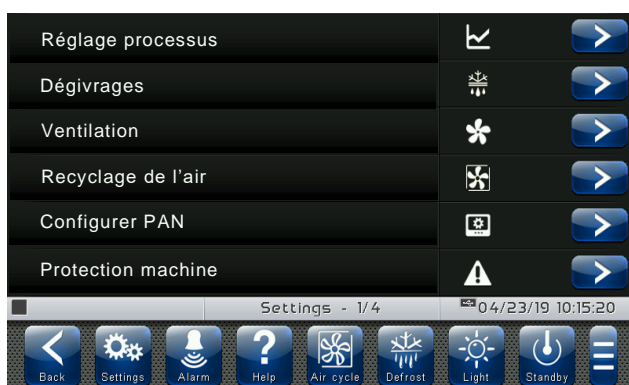 Réglage processus
Dégivrages
Ventilation
Recyclage de l'air
Configurer PAN
Protection machine
Settings - 1/4 04/23/19 10:15:20
Back Settings Alarm Help Air cycle Defrost Light Standby